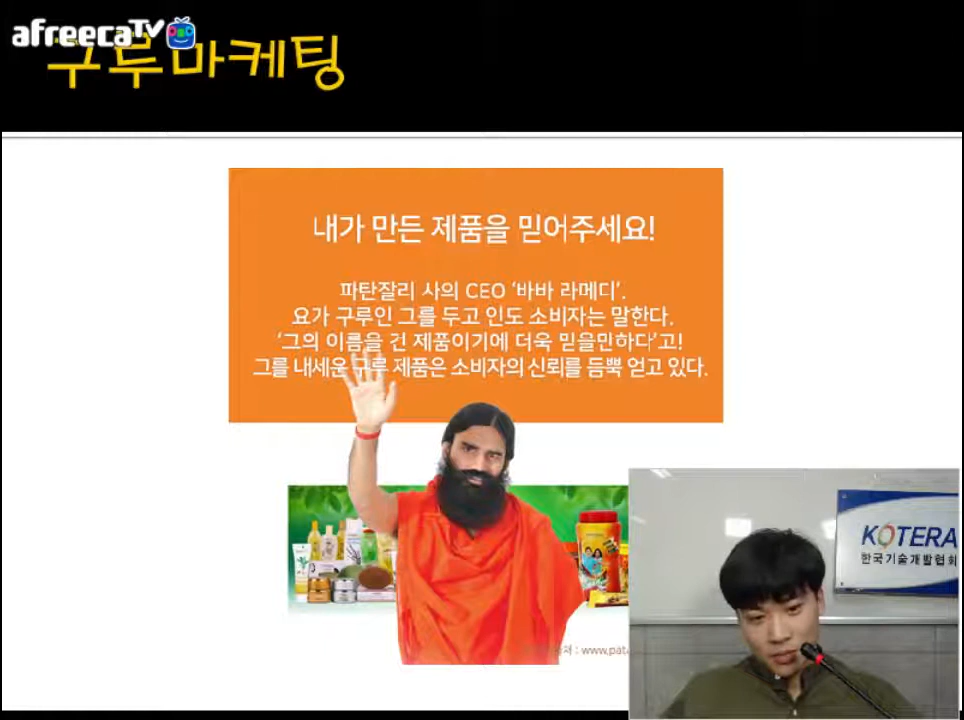 afreecaTV
구루마케팅
내가 만든 제품을 믿어주세요!
파탄잘리 사의 CEO '바바 라메디'.
요가 구루인 그를 두고 인도 소비자는 말한다.
'그의 이름을 건 제품이기에 더욱 믿을만하다'고!
그를 내세운 구루 제품은 소비자의 신뢰를 듬뿍 얻고 있다.
KOTERA
한국기술개발협회
: www.pata